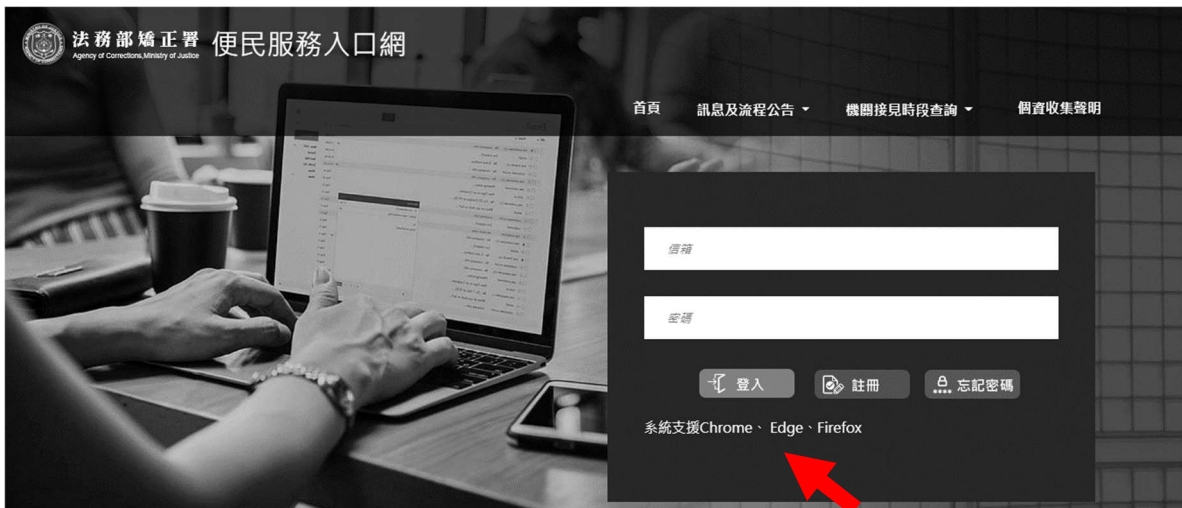 法務部矯正署 便民服務入口網
Agency of Corrections,Ministry of Justice
首頁 訊息及流程公告 機關接見時段查詢 個資收集聲明
信箱
密碼
登入 註冊 忘記密碼
系統支援Chrome、 Edge、Firefox